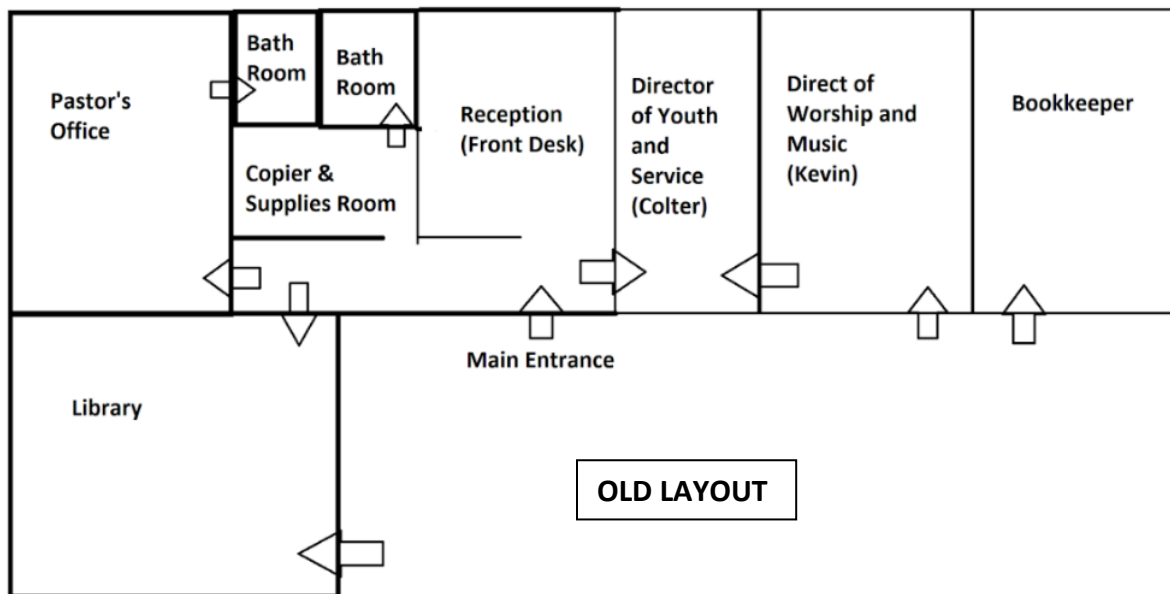 Pastor's
Office
Bath
Room
Bath
Room
Copier &
Supplies Room
Reception
(Front Desk)
Director
of Youth
and
Service
(Colter)
Direct of
Worship and
Music
(Kevin)
Bookkeeper
Main Entrance
Library
OLD LAYOUT